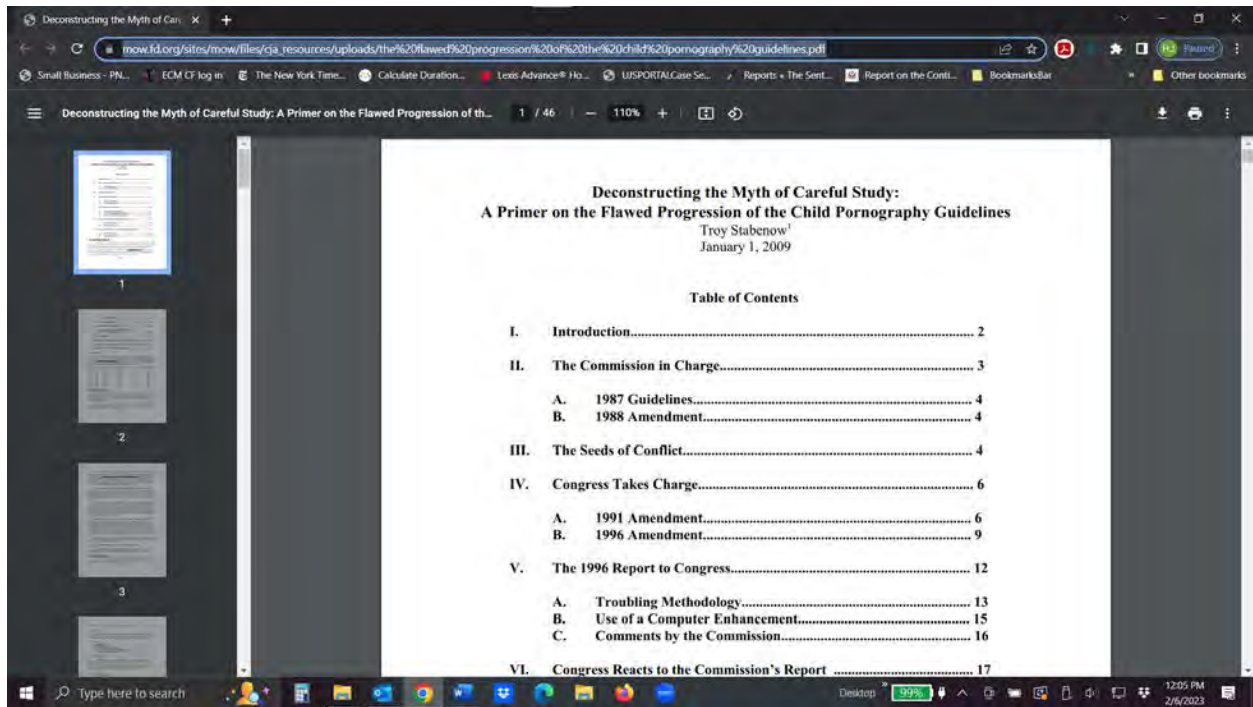 Deconstructing the Myth of Car
mow.fd.org/sites/mow/files/cja_resources/uploads/the%20flawed%20progression%20of%20the%20child%20pornography%20guidelines.pdf
Paused
Small Business - PN... ECM CF log in The New York Time... Calculate Duration... Lexis Advance® Ho... USPORTALCase Se... Reports « The Sent... Report on the Conti... BookmarksBar » Other bookmarks
Deconstructing the Myth of Careful Study: A Primer on the Flawed Progression of th... 1 / 46 | − 110% +
1
2
3
Deconstructing the Myth of Careful Study:
A Primer on the Flawed Progression of the Child Pornography Guidelines
Troy Stabenow¹
January 1, 2009
Table of Contents
I. Introduction.......... 2
II. The Commission in Charge.......... 3
A. 1987 Guidelines.......... 4
B. 1988 Amendment.......... 4
III. The Seeds of Conflict.......... 4
IV. Congress Takes Charge.......... 6
A. 1991 Amendment.......... 6
B. 1996 Amendment.......... 9
V. The 1996 Report to Congress.......... 12
A. Troubling Methodology.......... 13
B. Use of a Computer Enhancement.......... 15
C. Comments by the Commission.......... 16
VI. Congress Reacts to the Commission's Report .......... 17
Type here to search
Desktop » 99%
12:05 PM
2/6/2023